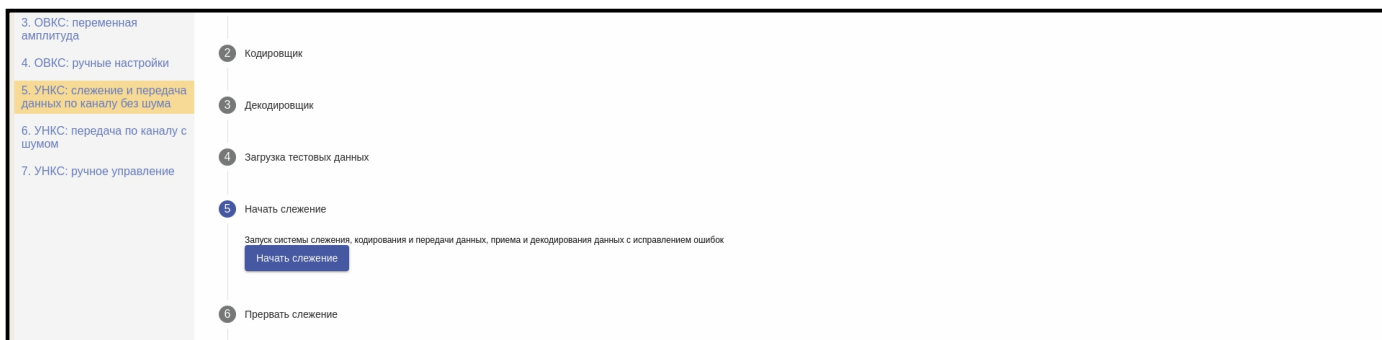 3. ОВКС: переменная
амплитуда
4. ОВКС: ручные настройки
5. УНКС: слежение и передача
данных по каналу без шума
6. УНКС: передача по каналу с
шумом
7. УНКС: ручное управление
2 Кодировщик
3 Декодировщик
4 Загрузка тестовых данных
5 Начать слежение
Запуск системы слежения, кодирования и передачи данных, приема и декодирования данных с исправлением ошибок
Начать слежение
6 Прервать слежение